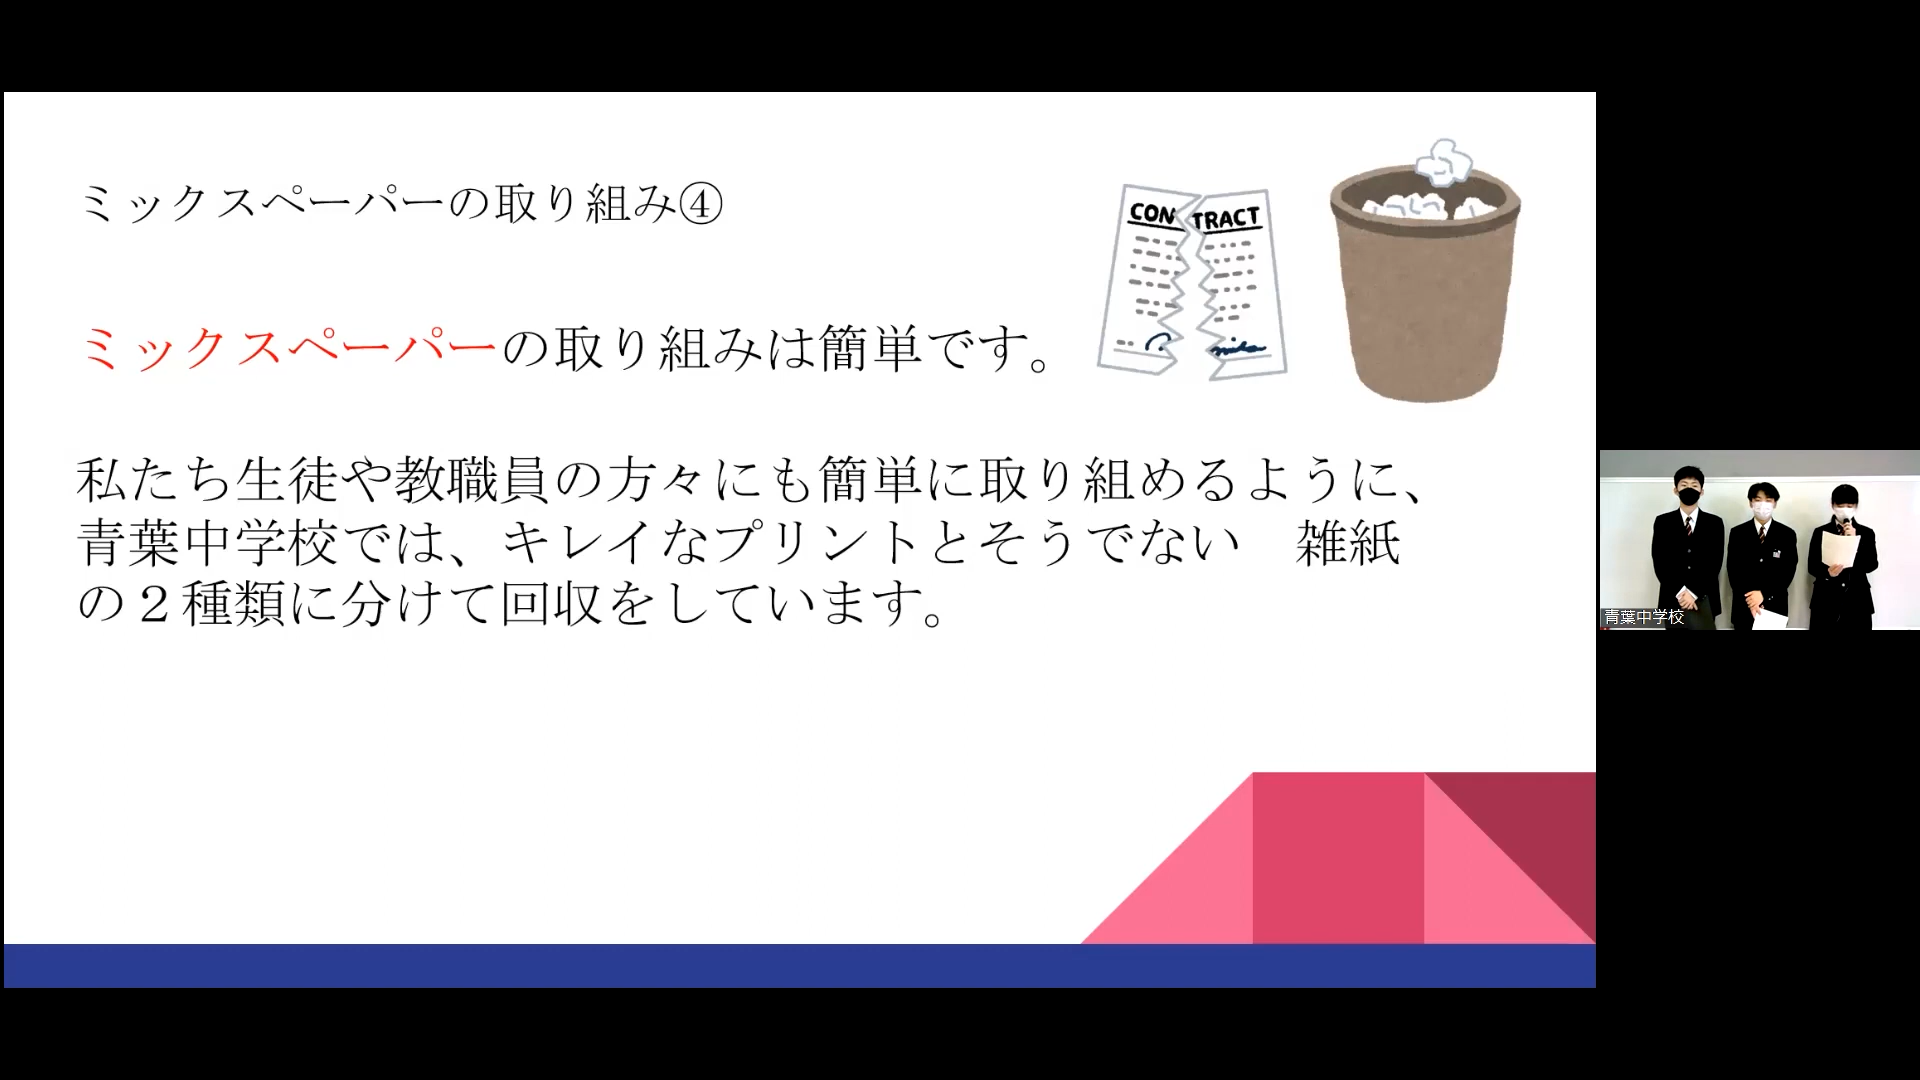 ミックスペーパーの取り組み④
CONTRACT
ミックスペーパーの取り組みは簡単です。
私たち生徒や教職員の方々にも簡単に取り組めるように、
青葉中学校では、キレイなプリントとそうでない　雑紙
の２種類に分けて回収をしています。
青葉中学校